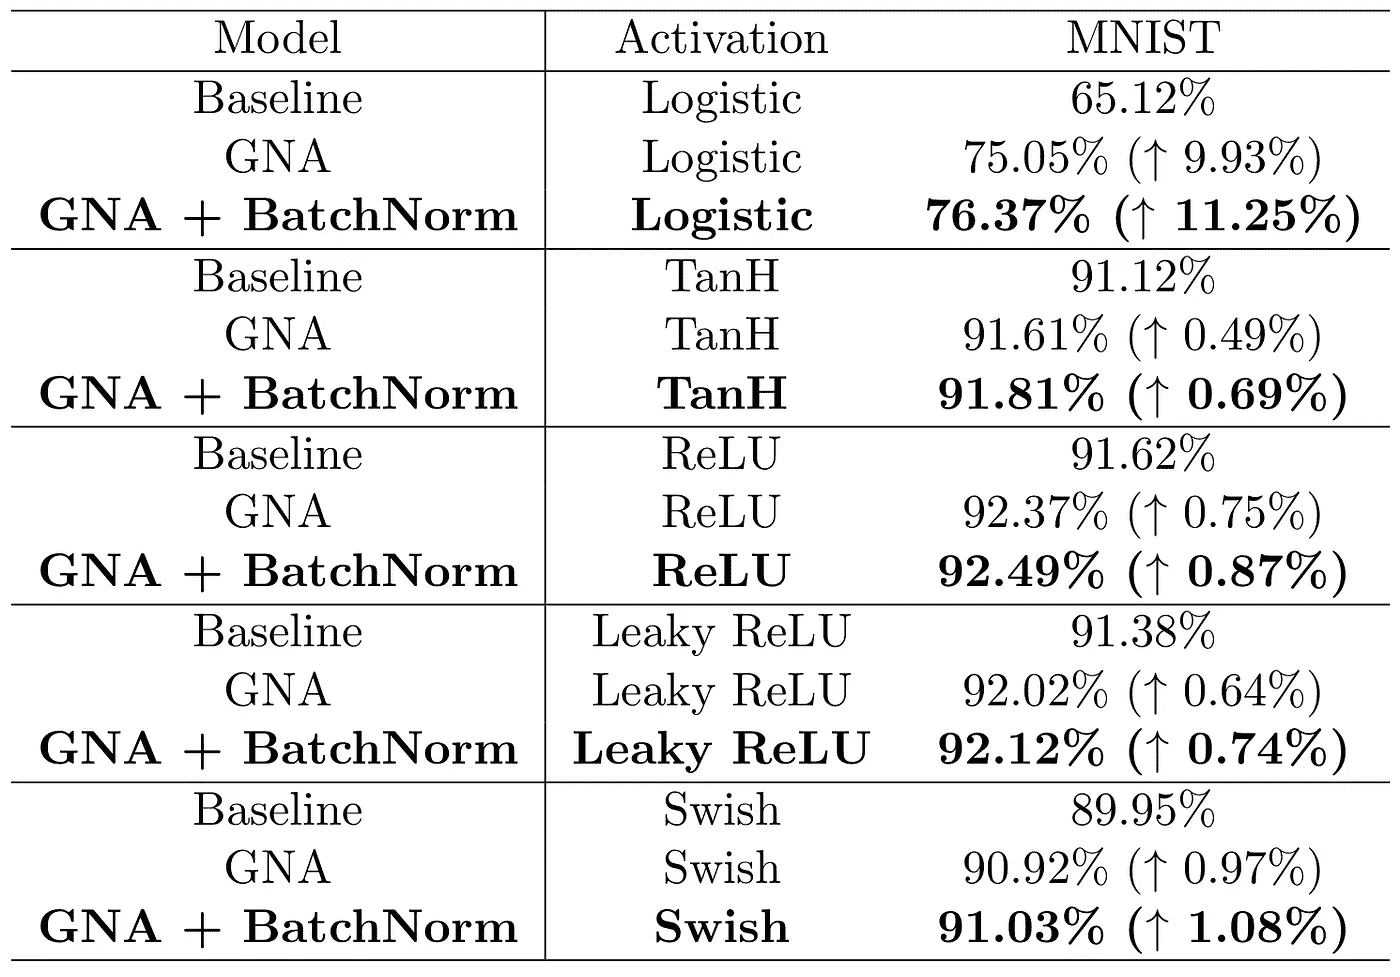 Model Activation MNIST
Baseline Logistic 65.12%
GNA Logistic 75.05% (↑ 9.93%)
GNA + BatchNorm Logistic 76.37% (↑ 11.25%)
Baseline TanH 91.12%
GNA TanH 91.61% (↑ 0.49%)
GNA + BatchNorm TanH 91.81% (↑ 0.69%)
Baseline ReLU 91.62%
GNA ReLU 92.37% (↑ 0.75%)
GNA + BatchNorm ReLU 92.49% (↑ 0.87%)
Baseline Leaky ReLU 91.38%
GNA Leaky ReLU 92.02% (↑ 0.64%)
GNA + BatchNorm Leaky ReLU 92.12% (↑ 0.74%)
Baseline Swish 89.95%
GNA Swish 90.92% (↑ 0.97%)
GNA + BatchNorm Swish 91.03% (↑ 1.08%)